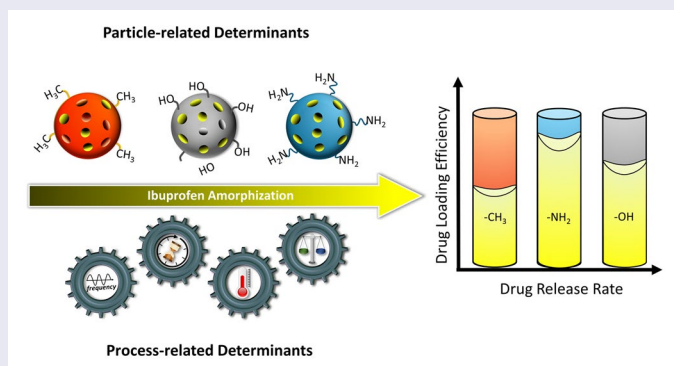 Particle-related Determinants
H₃C
CH₃
H₃C
CH₃
HO
HO
OH
OH
HO
H₂N
H₂N
NH₂
H₂N
NH₂
Ibuprofen Amorphization
frequency
Process-related Determinants
Drug Loading Efficiency
-CH₃
-NH₂
-OH
Drug Release Rate